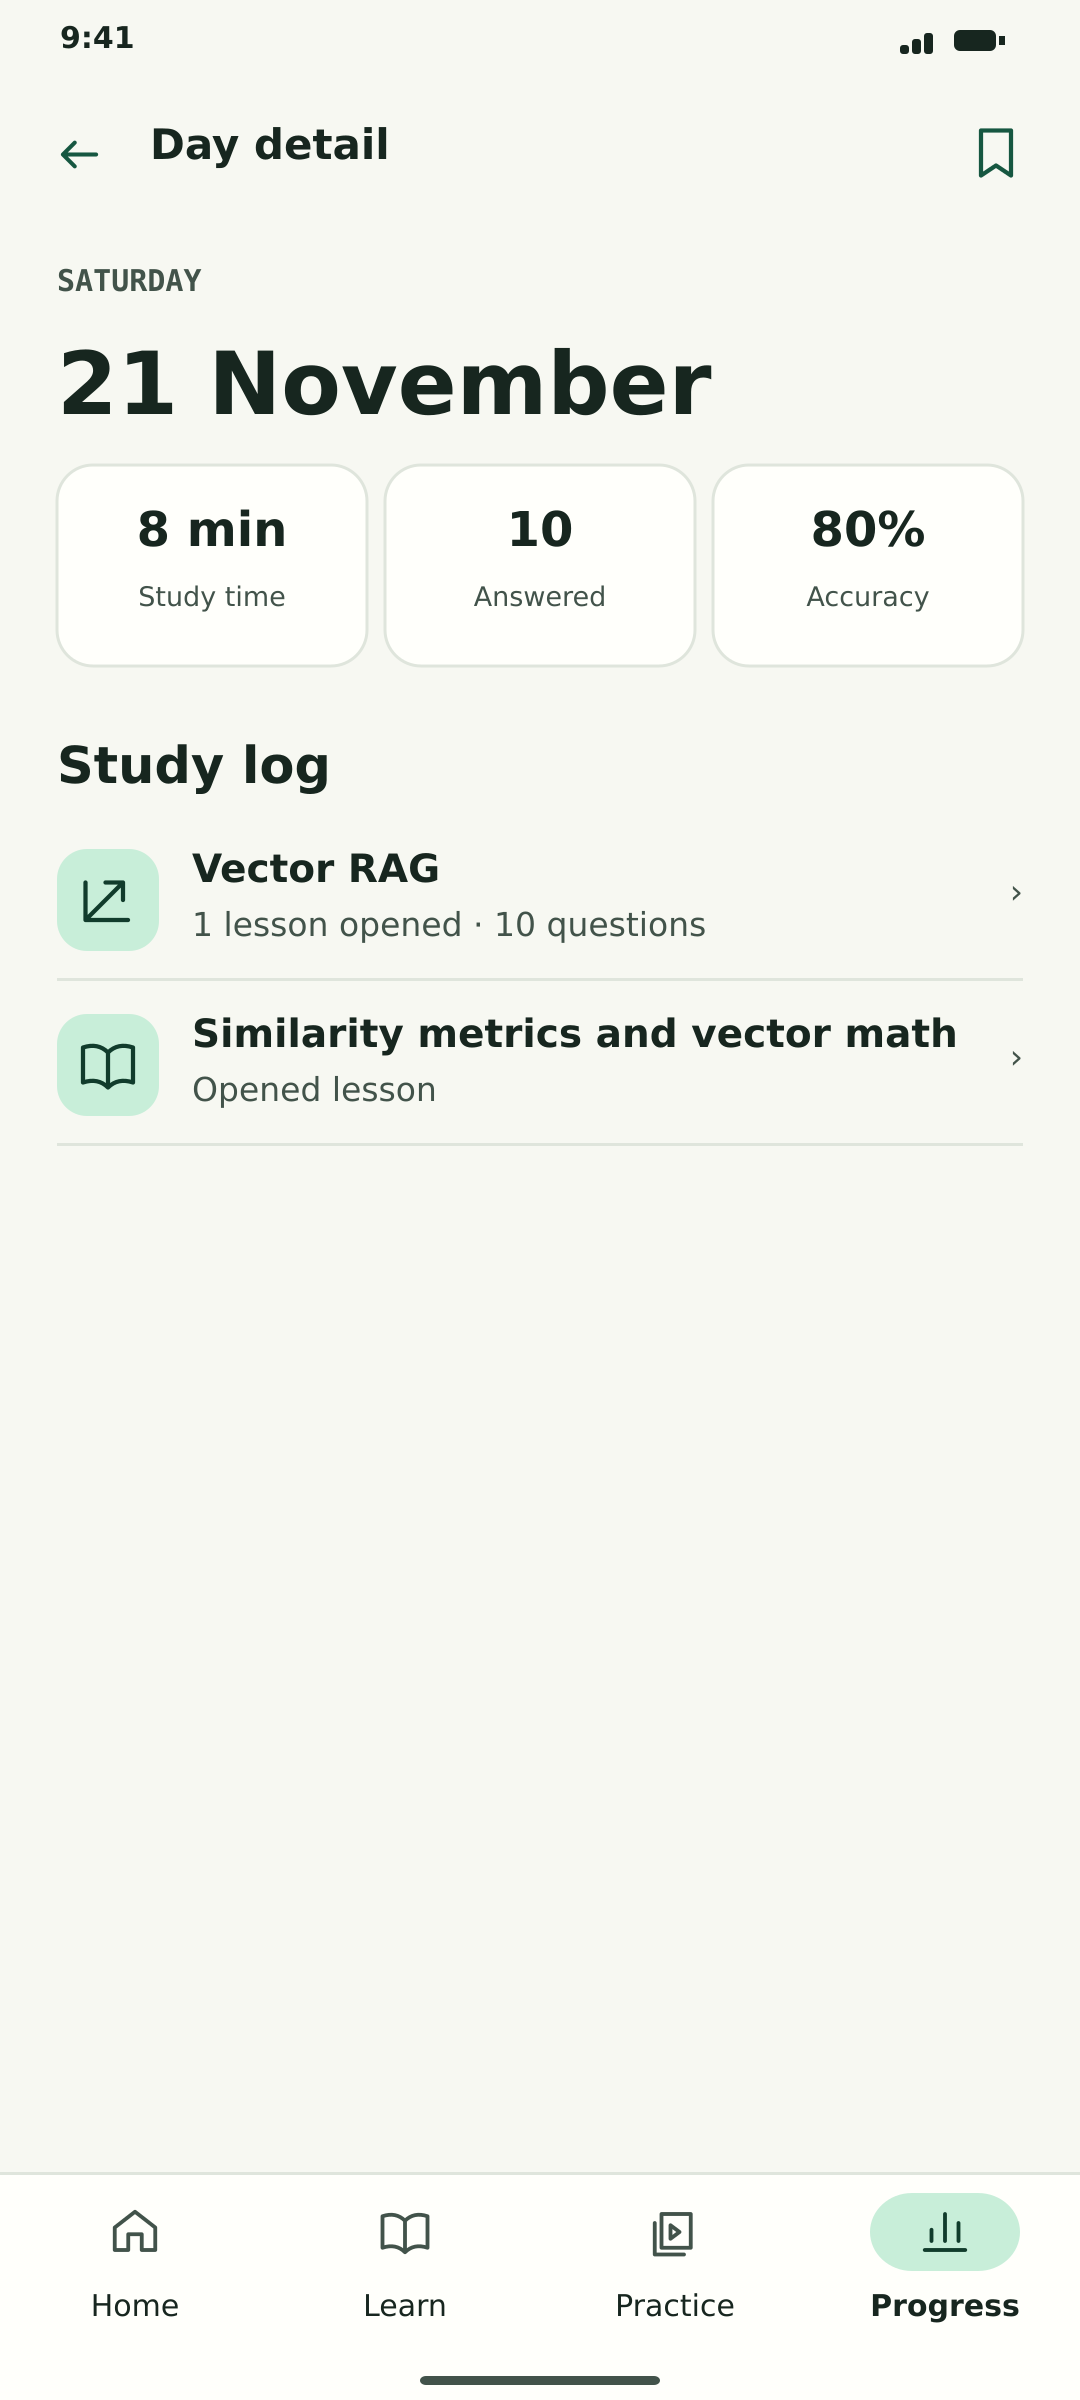 9:41
Day detail
SATURDAY
21 November
8 min
Study time
10
Answered
80%
Accuracy
Study log
Vector RAG
1 lesson opened · 10 questions
›
Similarity metrics and vector math
Opened lesson
›
Home
Learn
Practice
Progress